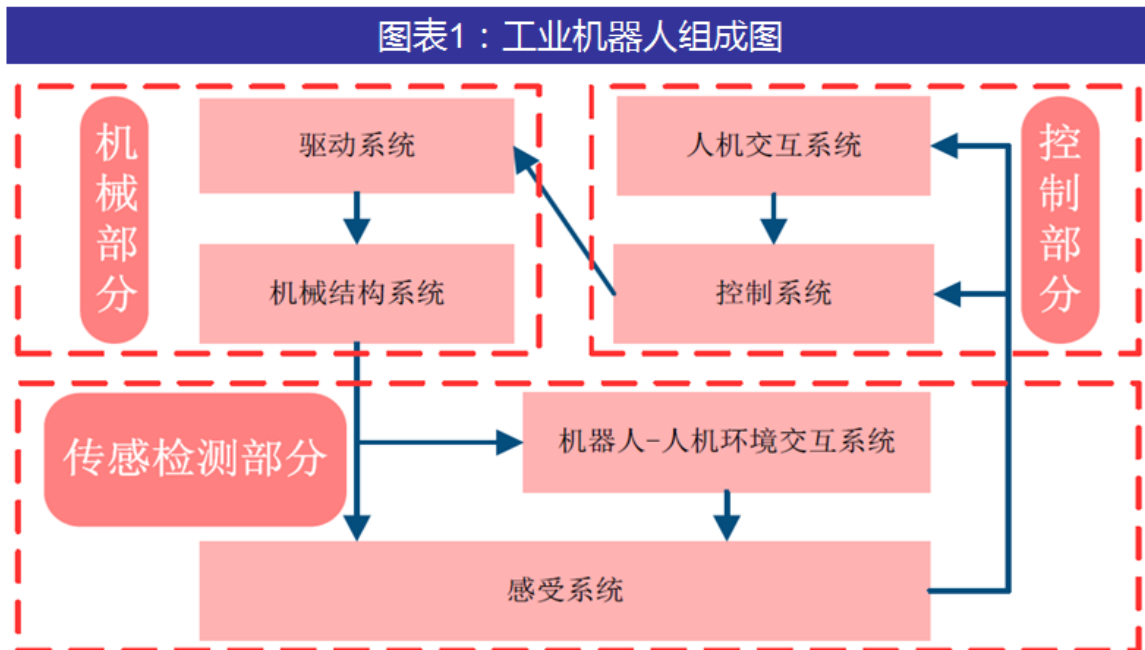 图表1：工业机器人组成图
机械部分
驱动系统
机械结构系统
人机交互系统
控制系统
控制部分
传感检测部分
机器人-人机环境交互系统
感受系统